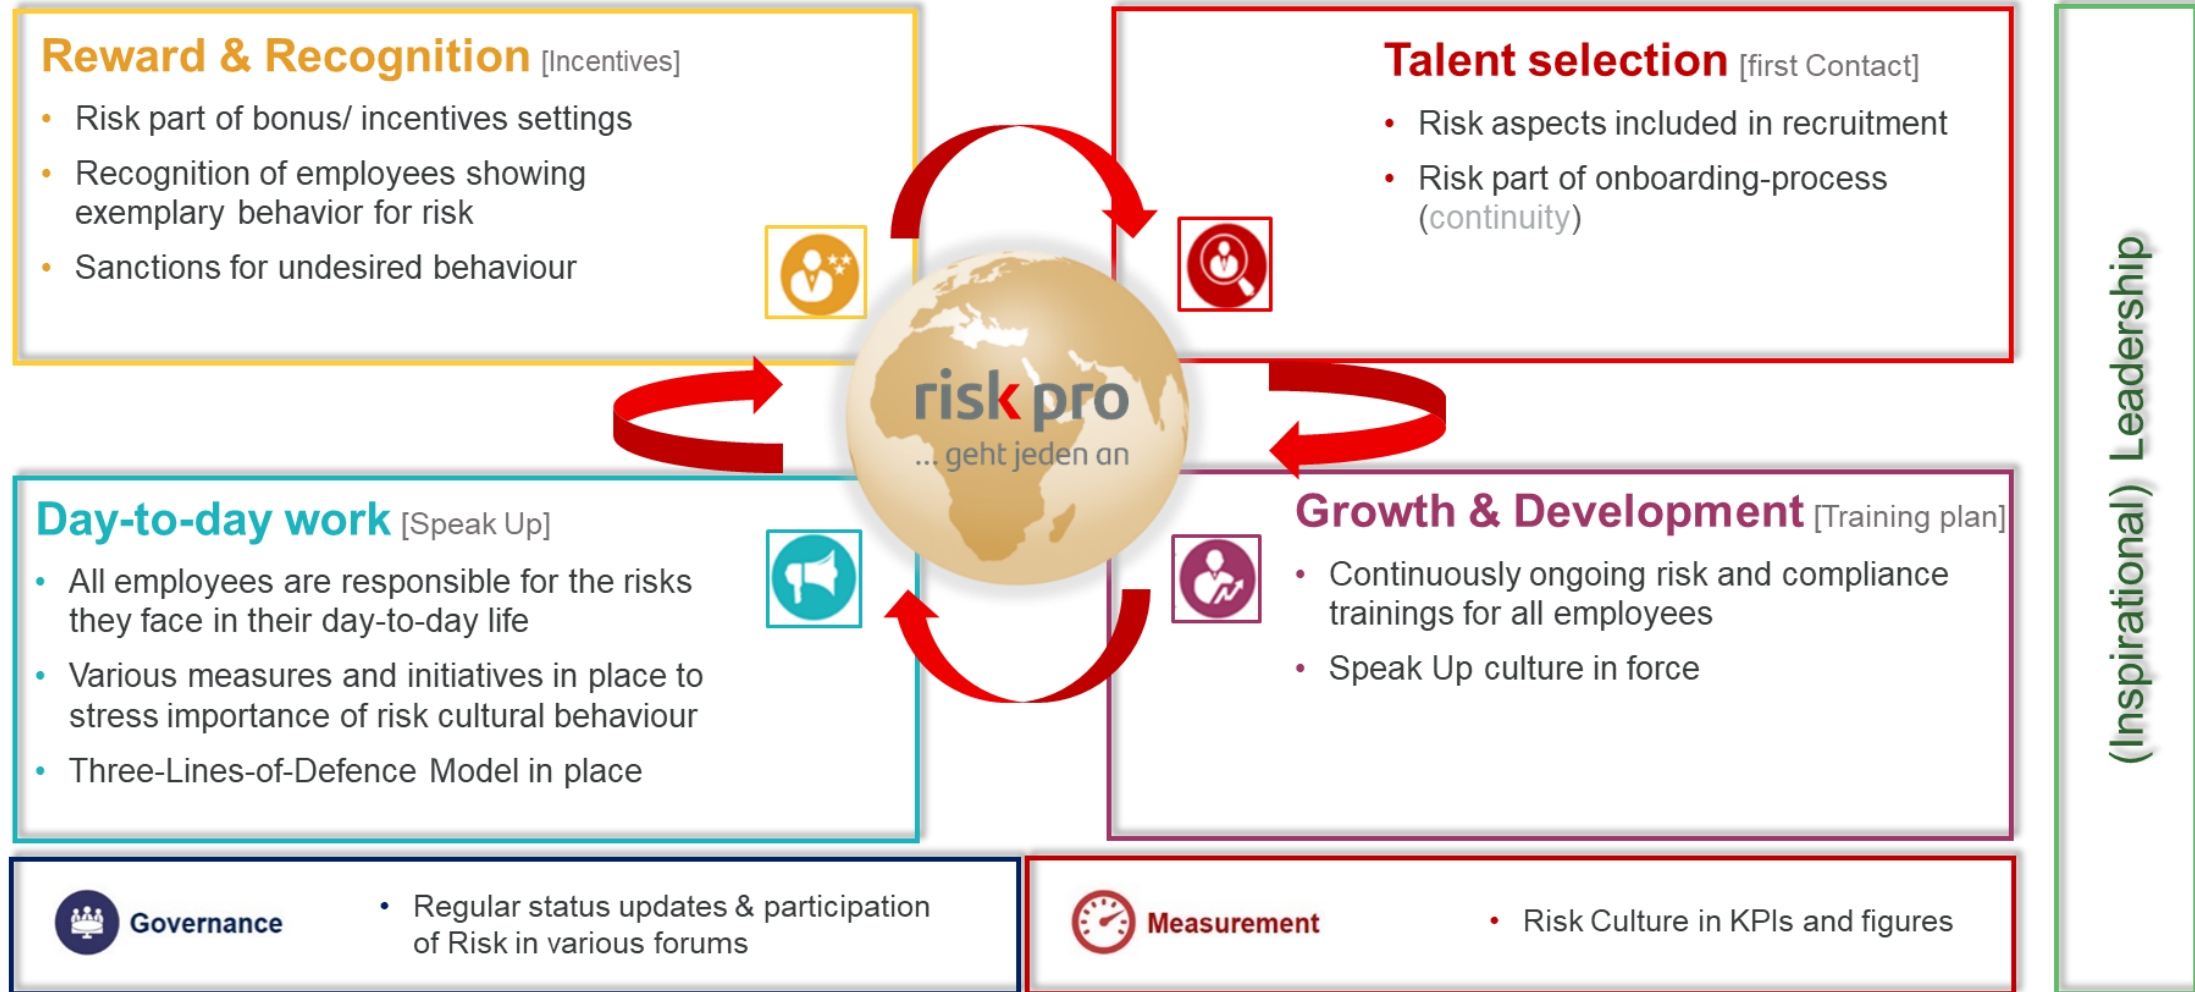 Reward & Recognition [Incentives]
• Risk part of bonus/ incentives settings
• Recognition of employees showing
exemplary behavior for risk
• Sanctions for undesired behaviour
Talent selection [first Contact]
• Risk aspects included in recruitment
• Risk part of onboarding-process
(continuity)
risk pro
... geht jeden an
Day-to-day work [Speak Up]
• All employees are responsible for the risks
they face in their day-to-day life
• Various measures and initiatives in place to
stress importance of risk cultural behaviour
• Three-Lines-of-Defence Model in place
Growth & Development [Training plan]
• Continuously ongoing risk and compliance
trainings for all employees
• Speak Up culture in force
Governance
• Regular status updates & participation
of Risk in various forums
Measurement
• Risk Culture in KPIs and figures
(Inspirational) Leadership